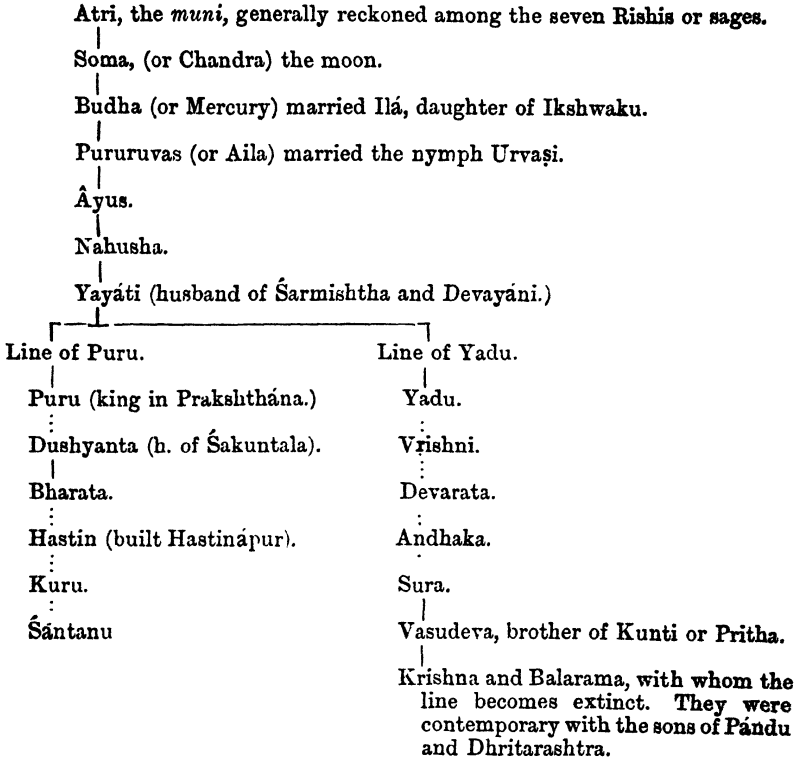 Atri, the muni, generally reckoned among the seven Rishis or sages.
Soma, (or Chandra) the moon.
Budha (or Mercury) married Ilá, daughter of Ikshwaku.
Pururuvas (or Aila) married the nymph Urvaṣi.
Âyus.
Nahusha.
Yayáti (husband of Śarmishtha and Devayáni.)
Line of Puru. Line of Yadu.
Puru (king in Prakshthána.) Yadu.
Dushyanta (h. of Śakuntala). Vṛishni.
Bharata. Devarata.
Hastin (built Hastinápur). Andhaka.
Kuru. Sura.
Śántanu Vasudeva, brother of Kunti or Pritha.
Krishna and Balarama, with whom the
line becomes extinct. They were
contemporary with the sons of Pándu
and Dhritarashtra.